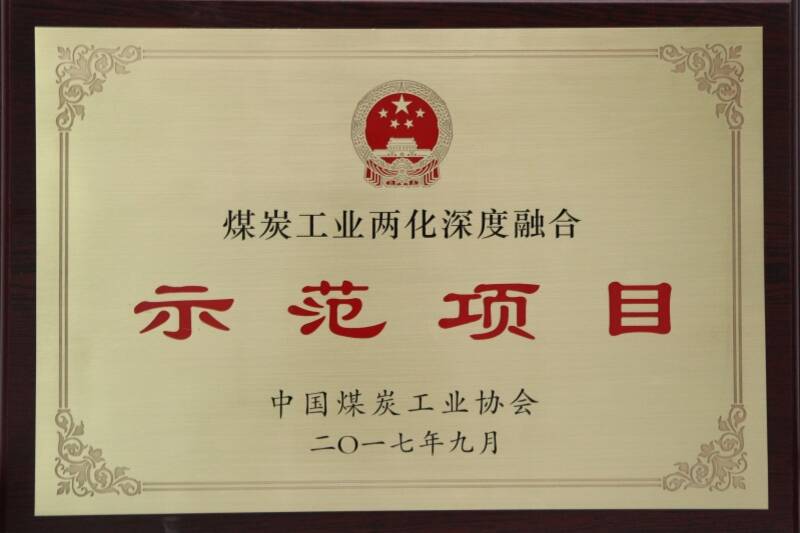 煤炭工业两化深度融合
示范项目
中国煤炭工业协会
二〇一七年九月